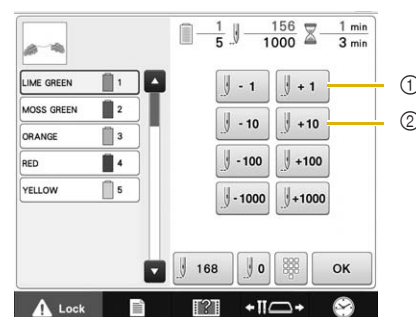 1 156 1 min
5 1000 3 min
LIME GREEN 1
MOSS GREEN 2
ORANGE 3
RED 4
YELLOW 5
- 1 + 1 ①
- 10 +10 ②
- 100 +100
- 1000 +1000
168 0 OK
Lock